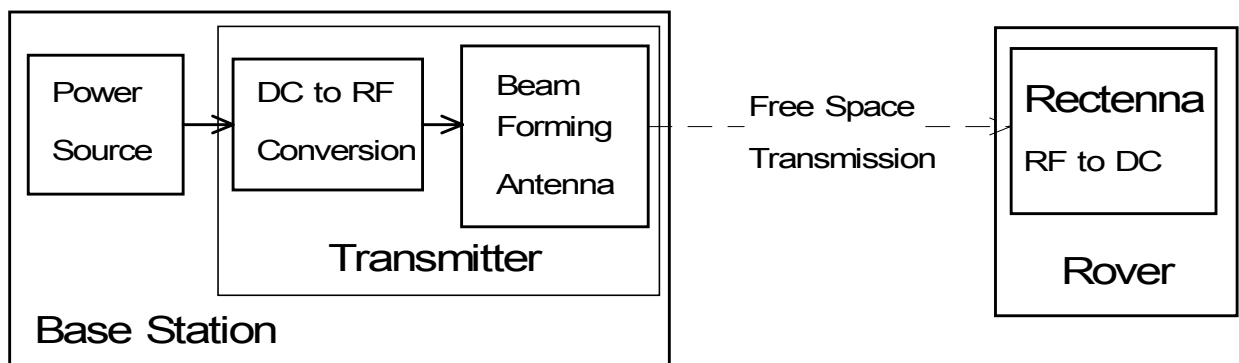 Power
Source
DC to RF
Conversion
Beam
Forming
Antenna
Transmitter
Base Station
Free Space
Transmission
Rectenna
RF to DC
Rover